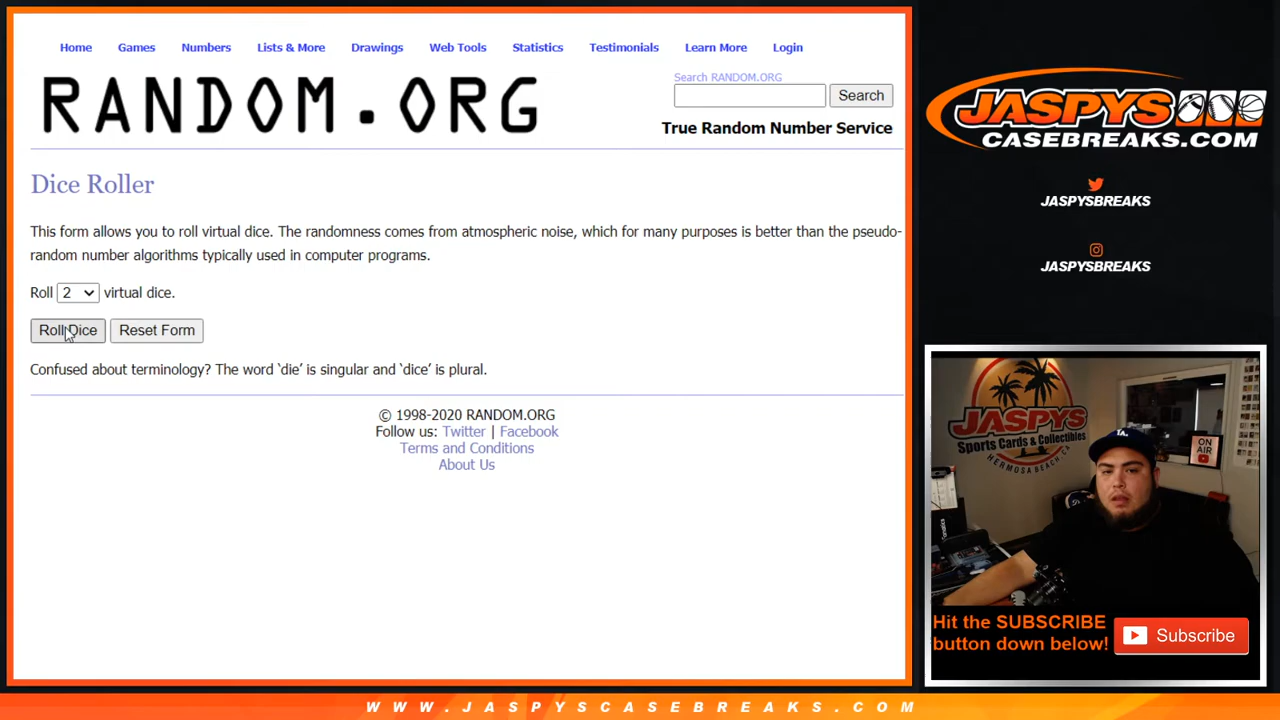 Home Games Numbers Lists & More Drawings Web Tools Statistics Testimonials Learn More Login
RANDOM.ORG
Search RANDOM.ORG
Search
True Random Number Service
Dice Roller
This form allows you to roll virtual dice. The randomness comes from atmospheric noise, which for many purposes is better than the pseudo-
random number algorithms typically used in computer programs.
Roll 2 virtual dice.
Roll Dice Reset Form
Confused about terminology? The word ‘die’ is singular and ‘dice’ is plural.
© 1998-2020 RANDOM.ORG
Follow us: Twitter | Facebook
Terms and Conditions
About Us
JASPYS
CASEBREAKS.COM
JASPYSBREAKS
JASPYSBREAKS
JASPYS
Sports Cards & Collectibles
HERMOSA BEACH, CA
ON
AIR
LA
Hit the SUBSCRIBE
button down below!
Subscribe
WWW.JASPYSCASEBREAKS.COM